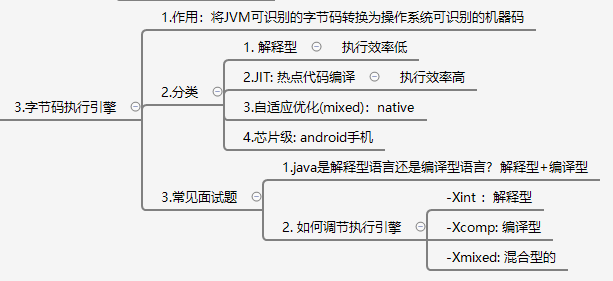 3.字节码执行引擎
1.作用：将JVM可识别的字节码转换为操作系统可识别的机器码
2.分类
1. 解释型
执行效率低
2.JIT: 热点代码编译
执行效率高
3.自适应优化(mixed)：native
4.芯片级: android手机
3.常见面试题
1.java是解释型语言还是编译型语言？解释型+编译型
2. 如何调节执行引擎
-Xint ：解释型
-Xcomp: 编译型
-Xmixed: 混合型的